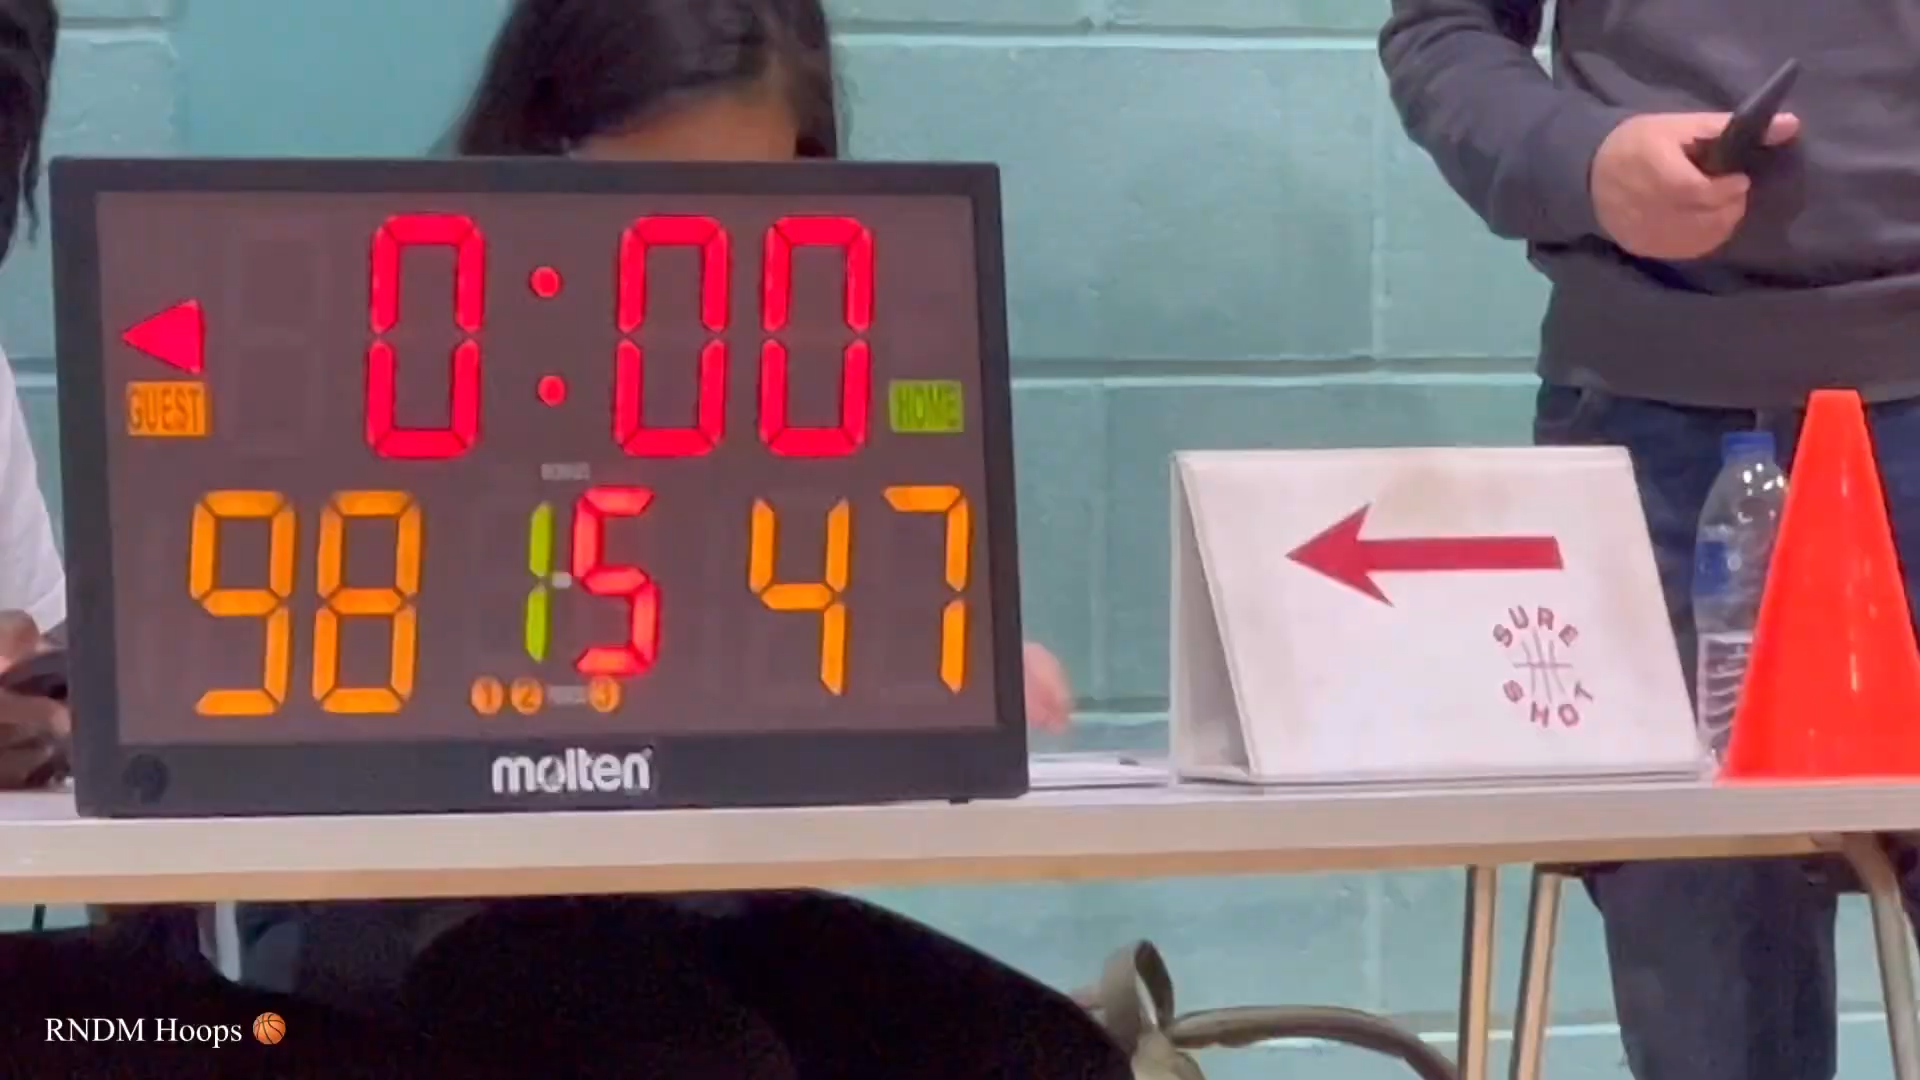 0:00
GUEST
HOME
98
1
5
47
1 2 3
molten
SURE
SHOT
RNDM Hoops 🏀